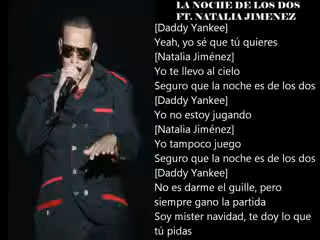 LA NOCHE DE LOS DOS
FT. NATALIA JIMENEZ
[Daddy Yankee]
Yeah, yo sé que tú quieres
[Natalia Jiménez]
Yo te llevo al cielo
Seguro que la noche es de los dos
[Daddy Yankee]
Yo no estoy jugando
[Natalia Jiménez]
Yo tampoco juego
Seguro que la noche es de los dos
[Daddy Yankee]
No es darme el guille, pero
siempre gano la partida
Soy míster navidad, te doy lo que
tú pidas